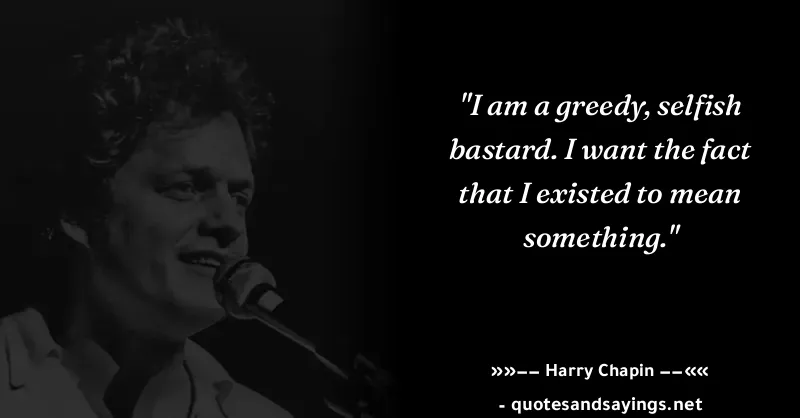 "I am a greedy, selfish
bastard. I want the fact
that I existed to mean
something."
»»−− Harry Chapin −−««
- quotesandsayings.net